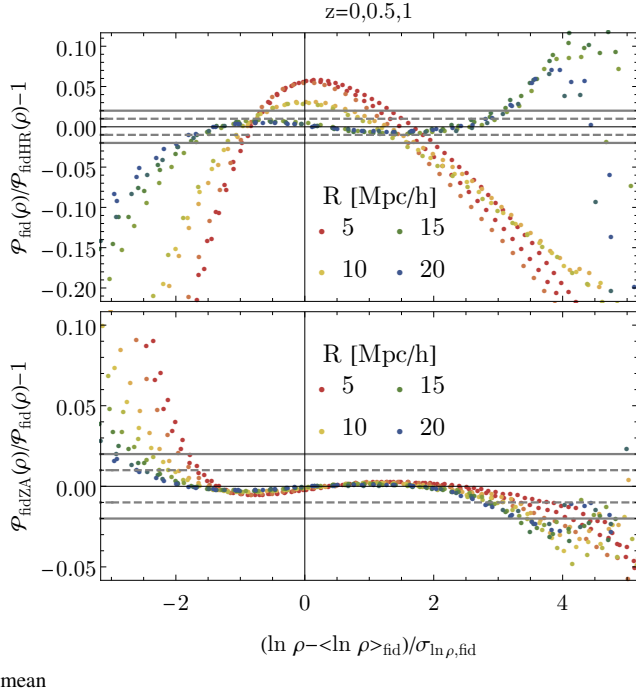 z=0,0.5,1
0.10
0.05
0.00
-0.05
-0.10
-0.15
-0.20
𝒫fid(ρ)/𝒫fidHR(ρ)-1
R [Mpc/h]
5 15
10 20
0.10
0.05
0.00
-0.05
𝒫fidZA(ρ)/𝒫fid(ρ)-1
R [Mpc/h]
5 15
10 20
-2 0 2 4
(ln ρ-<ln ρ>fid)/σln ρ,fid
mean